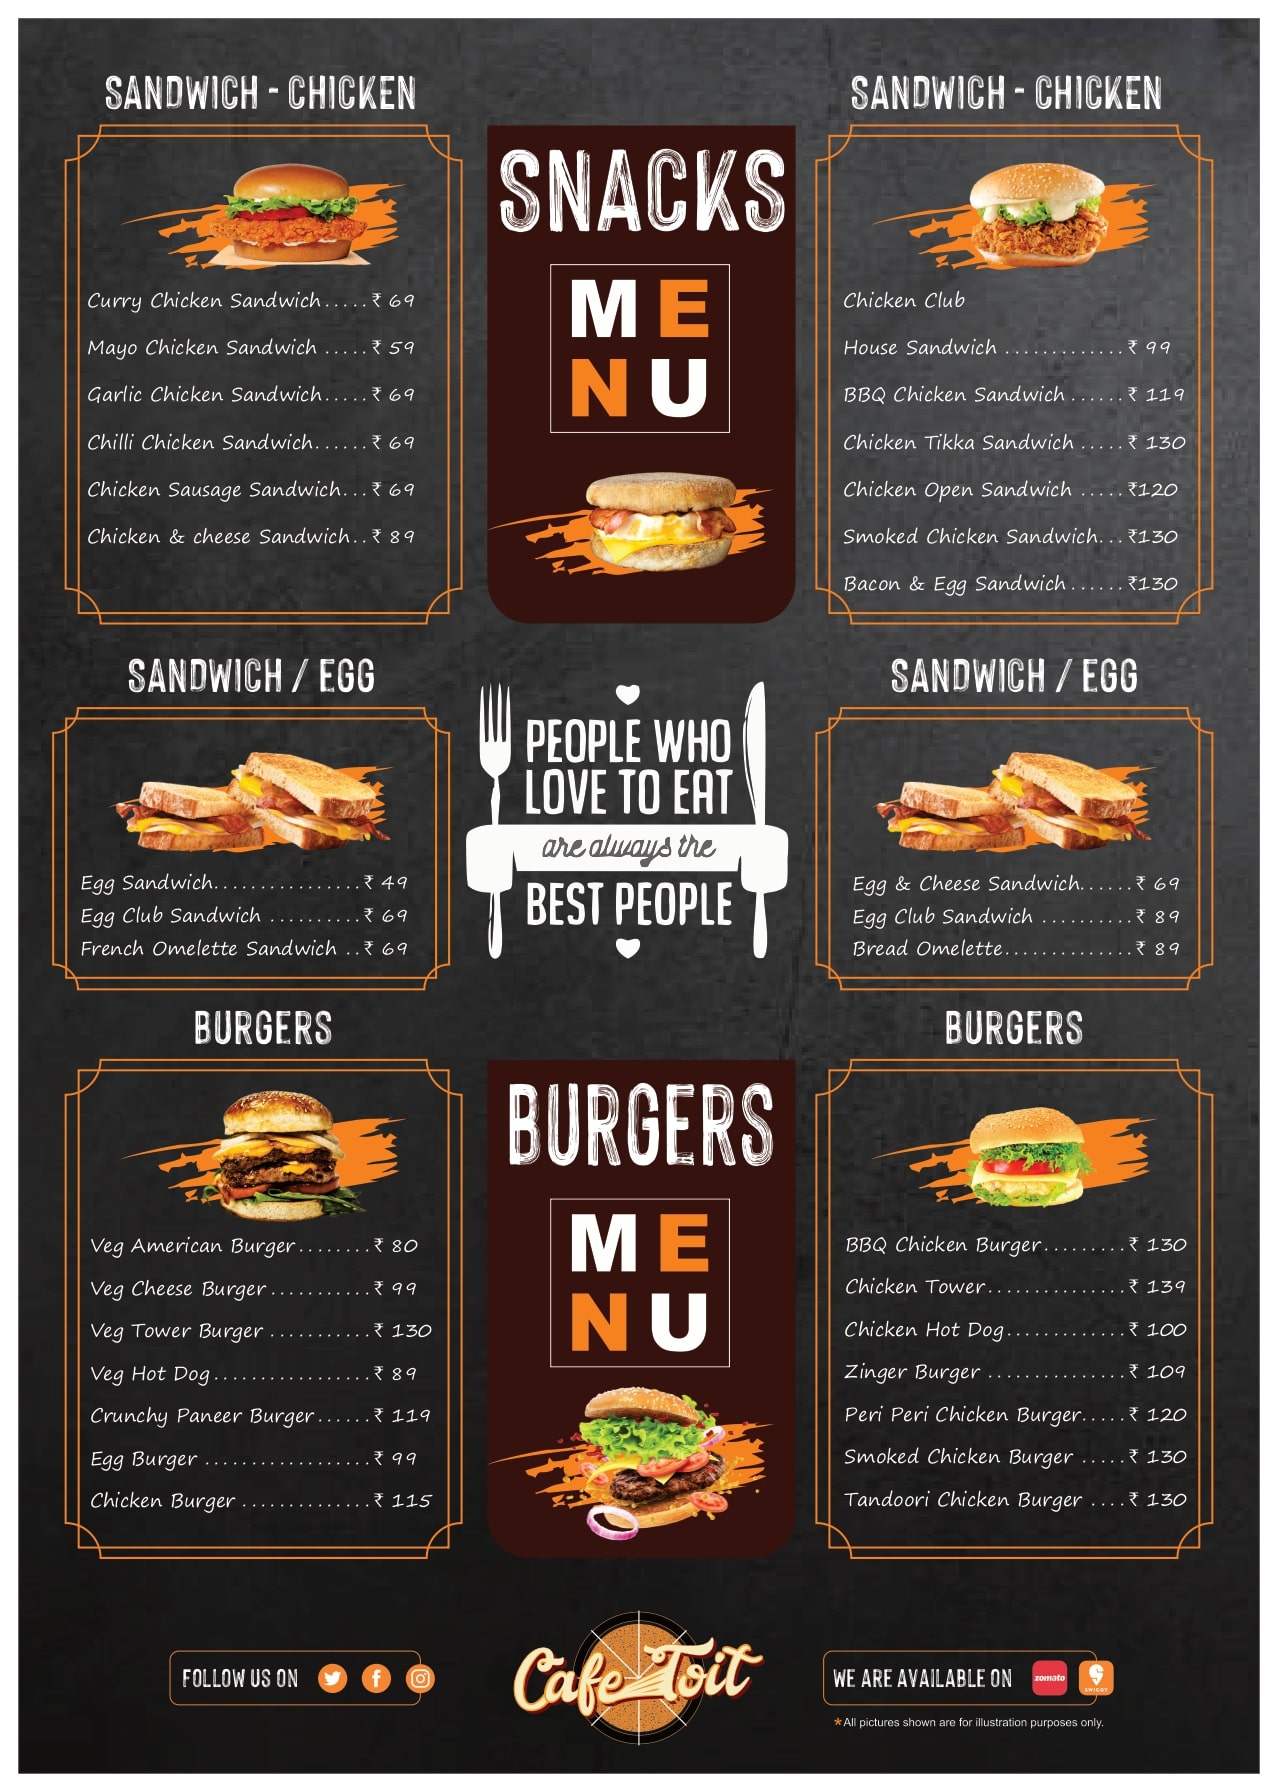 SANDWICH - CHICKEN
Curry Chicken Sandwich.....₹ 69
Mayo Chicken Sandwich .....₹ 59
Garlic Chicken Sandwich.....₹ 69
Chilli Chicken Sandwich......₹ 69
Chicken Sausage Sandwich...₹ 69
Chicken & cheese Sandwich..₹ 89
SNACKS
ME
NU
SANDWICH - CHICKEN
Chicken Club
House Sandwich .............₹ 99
BBQ Chicken Sandwich ......₹ 119
Chicken Tikka Sandwich .....₹ 130
Chicken Open Sandwich .....₹120
Smoked Chicken Sandwich...₹130
Bacon & Egg Sandwich......₹130
SANDWICH / EGG
Egg Sandwich................₹ 49
Egg Club Sandwich ..........₹ 69
French Omelette Sandwich ..₹ 69
PEOPLE WHO
LOVE TO EAT
are always the
BEST PEOPLE
SANDWICH / EGG
Egg & Cheese Sandwich......₹ 69
Egg Club Sandwich ..........₹ 89
Bread Omelette..............₹ 89
BURGERS
Veg American Burger........₹ 80
Veg Cheese Burger...........₹ 99
Veg Tower Burger ...........₹ 130
Veg Hot Dog.................₹ 89
Crunchy Paneer Burger......₹ 119
Egg Burger ..................₹ 99
Chicken Burger ..............₹ 115
BURGERS
ME
NU
BURGERS
BBQ Chicken Burger.........₹ 130
Chicken Tower...............₹ 139
Chicken Hot Dog.............₹ 100
Zinger Burger ...............₹ 109
Peri Peri Chicken Burger.....₹ 120
Smoked Chicken Burger .....₹ 130
Tandoori Chicken Burger ....₹ 130
FOLLOW US ON
Cafe Toit
WE ARE AVAILABLE ON
zomato
SWIGGY
*All pictures shown are for illustration purposes only.